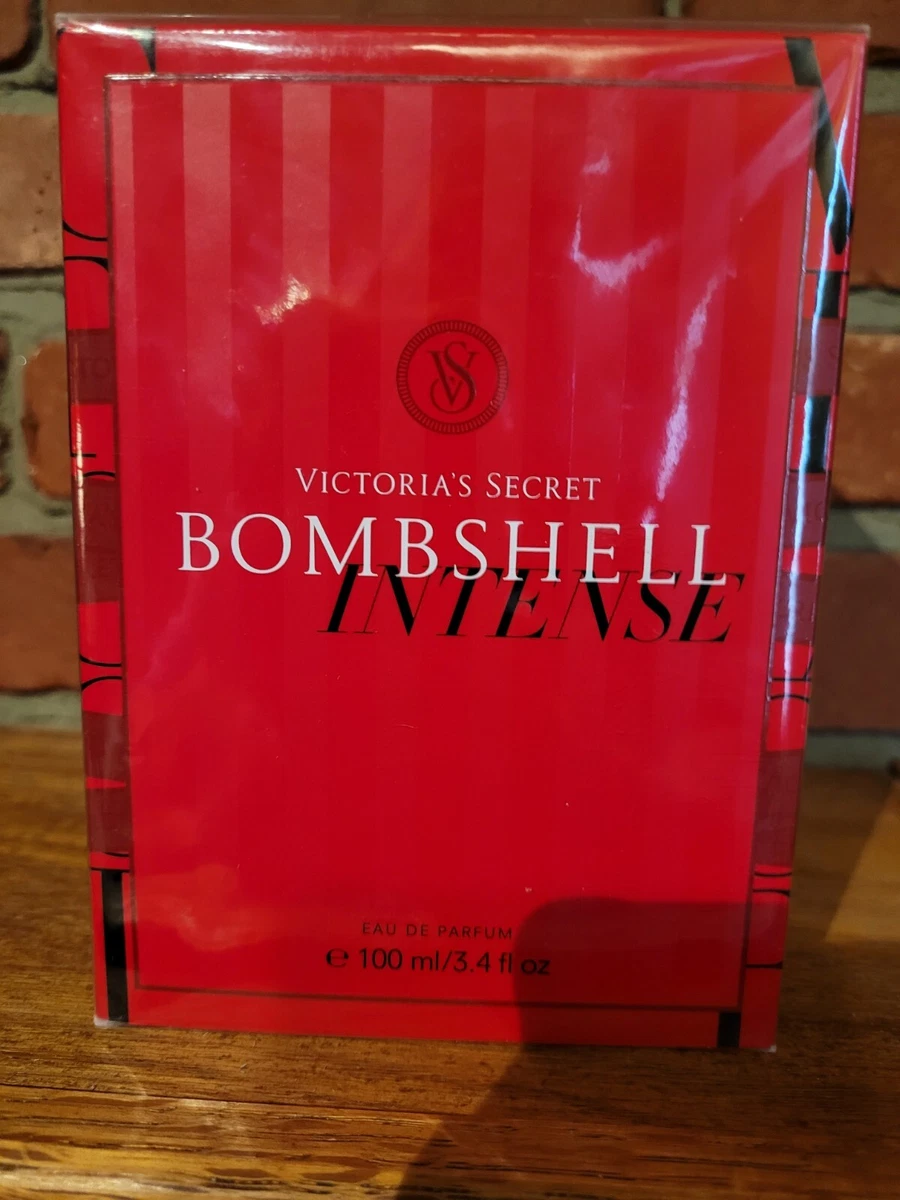 VS
VICTORIA'S SECRET
BOMBSHELL
INTENSE
EAU DE PARFUM
℮ 100 ml/3.4 fl oz